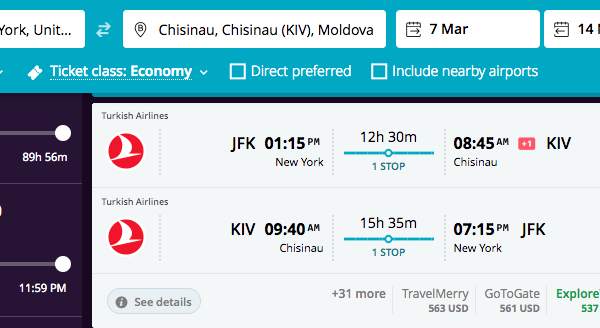 York, Unit...
Chisinau, Chisinau (KIV), Moldova
7 Mar
14
Ticket class: Economy
Direct preferred
Include nearby airports
89h 56m
11:59 PM
Turkish Airlines
JFK 01:15 PM
New York
12h 30m
1 STOP
08:45 AM +1 KIV
Chisinau
Turkish Airlines
KIV 09:40 AM
Chisinau
15h 35m
1 STOP
07:15 PM JFK
New York
See details
+31 more
TravelMerry
563 USD
GoToGate
561 USD
Explore
537